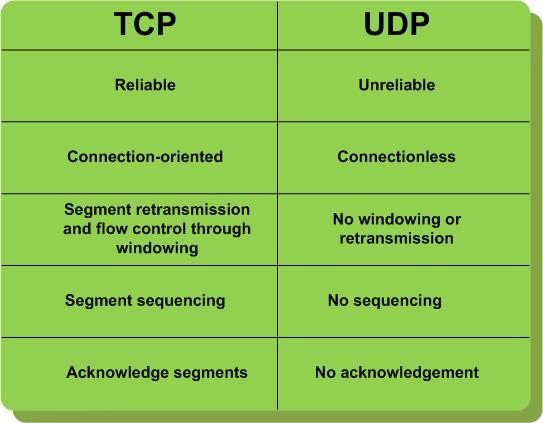 TCP
UDP
Reliable
Unreliable
Connection-oriented
Connectionless
Segment retransmission
and flow control through
windowing
No windowing or
retransmission
Segment sequencing
No sequencing
Acknowledge segments
No acknowledgement